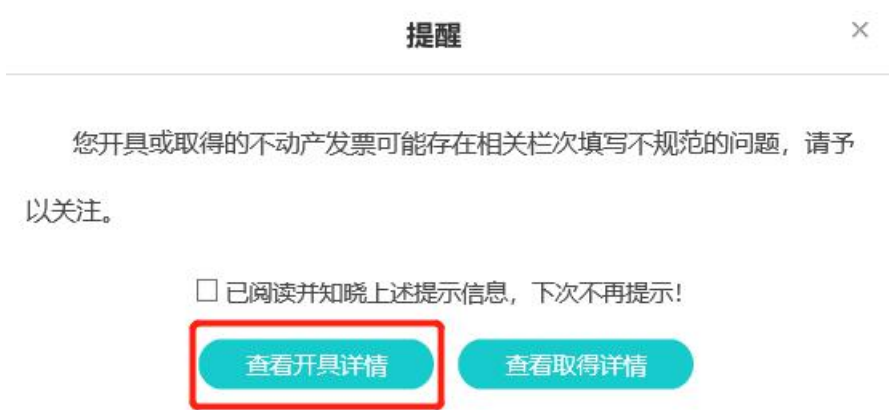 提醒
×
您开具或取得的不动产发票可能存在相关栏次填写不规范的问题，请予
以关注。
已阅读并知晓上述提示信息，下次不再提示！
查看开具详情 查看取得详情